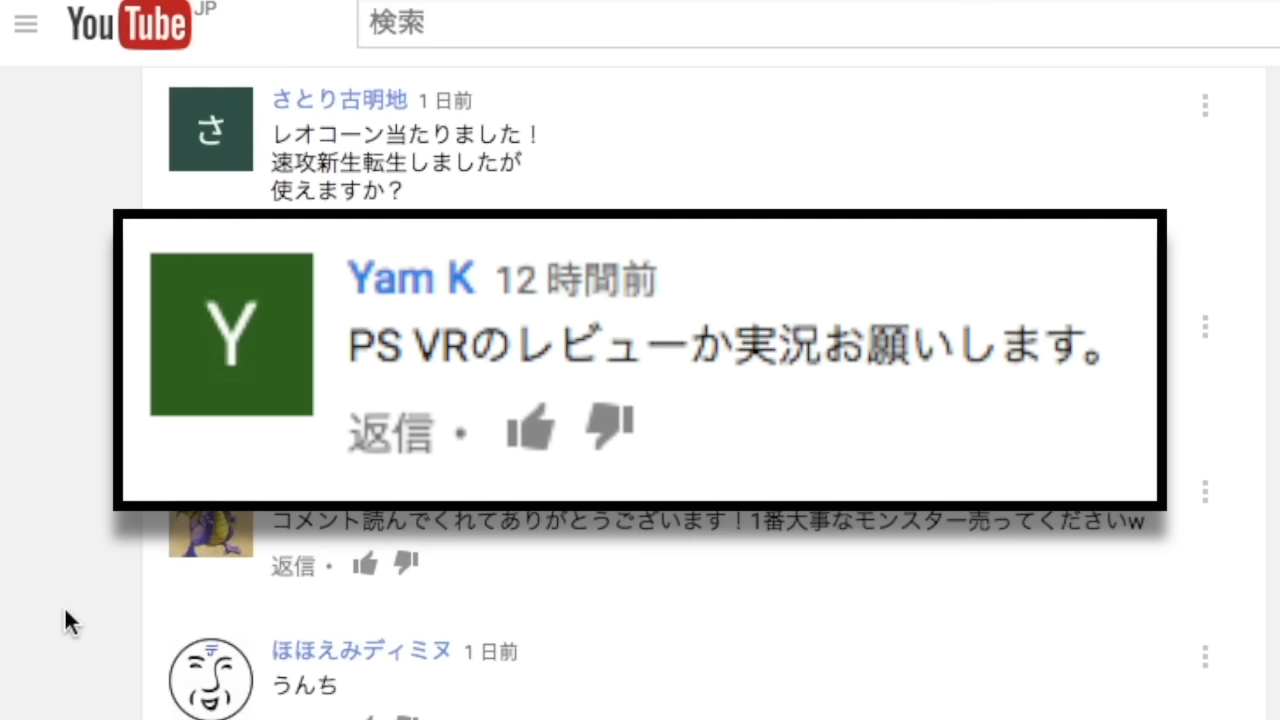 YouTube JP
検索
さ
さとり古明地 1 日前
レオコーン当たりました！
速攻新生転生しましたが
使えますか？
Y
Yam K 12 時間前
PS VRのレビューか実況お願いします。
返信・
コメント読んでくれてありがとうございます！1番大事なモンスター売ってくださいw
返信・
ほほえみディミヌ 1 日前
うんち